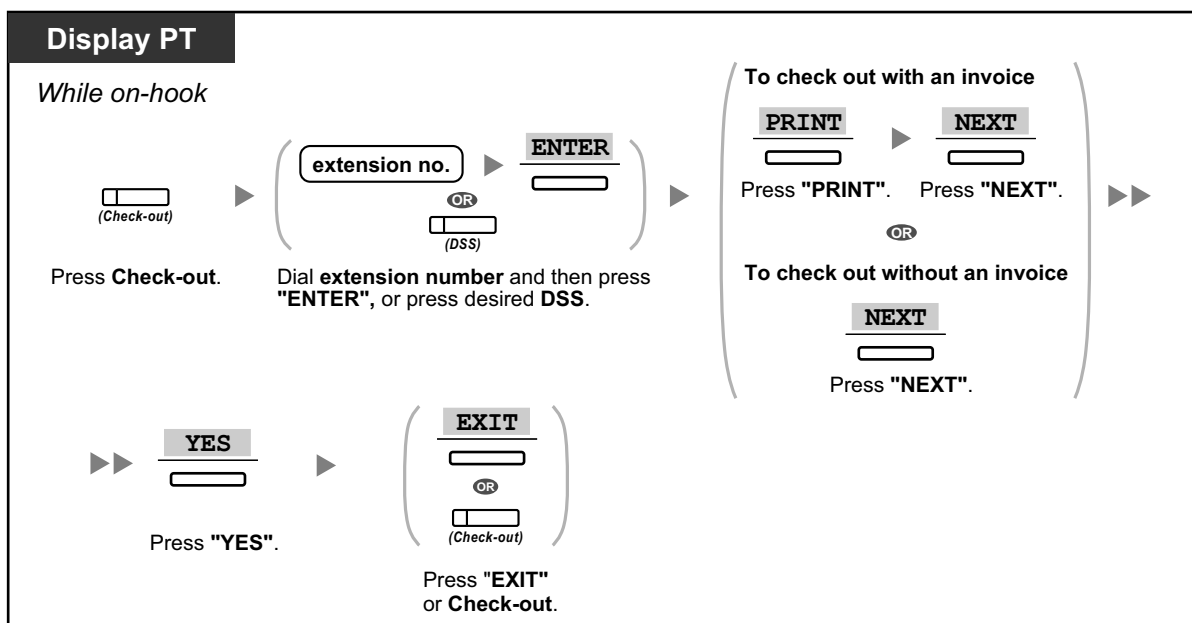 Display PT
While on-hook
(Check-out)
Press Check-out.
extension no.
ENTER
OR
(DSS)
Dial extension number and then press
"ENTER", or press desired DSS.
To check out with an invoice
PRINT
NEXT
Press "PRINT".
Press "NEXT".
OR
To check out without an invoice
NEXT
Press "NEXT".
YES
Press "YES".
EXIT
OR
(Check-out)
Press "EXIT"
or Check-out.